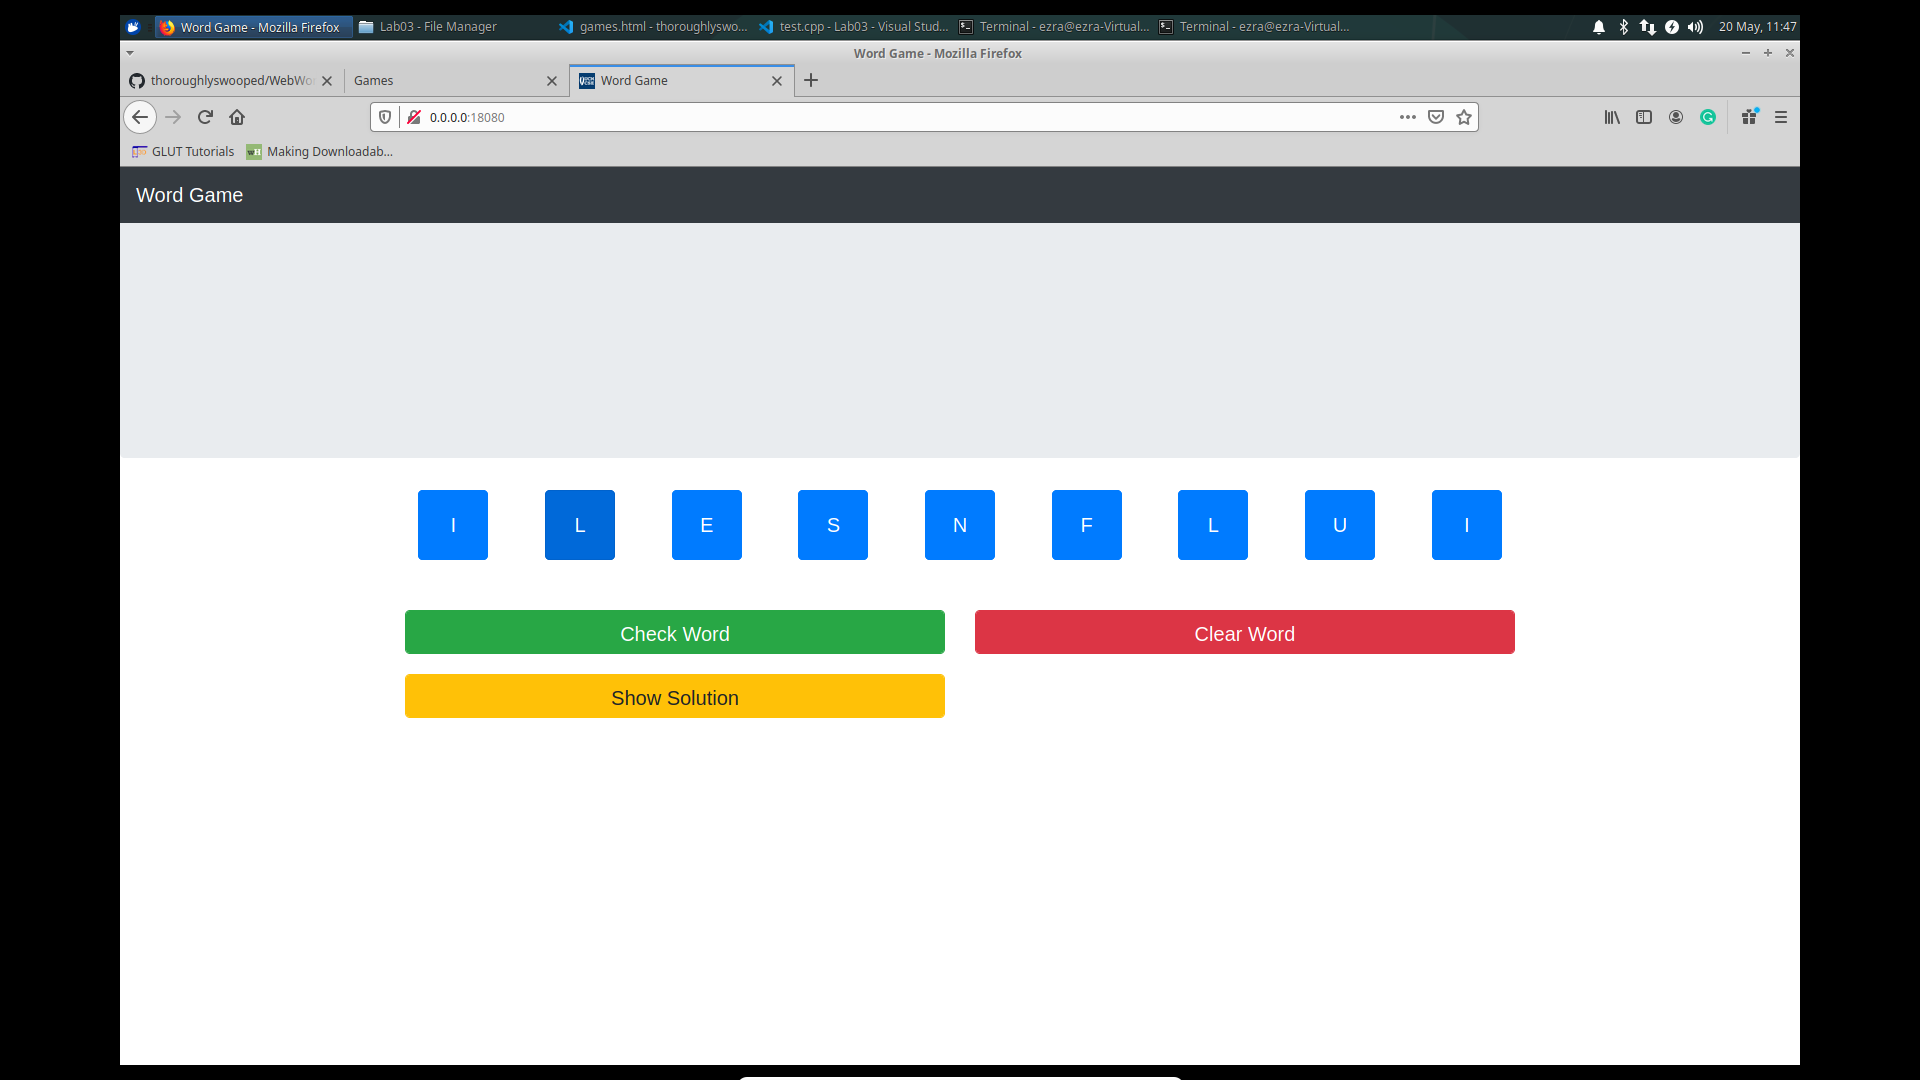 Word Game - Mozilla Firefox
Lab03 - File Manager
games.html - thoroughlyswo...
test.cpp - Lab03 - Visual Stud...
Terminal - ezra@ezra-Virtual...
Terminal - ezra@ezra-Virtual...
20 May, 11:47
Word Game - Mozilla Firefox
thoroughlyswooped/WebWo
Games
Word Game
0.0.0.0:18080
GLUT Tutorials
Making Downloadab...
Word Game
I L E S N F L U I
Check Word
Clear Word
Show Solution